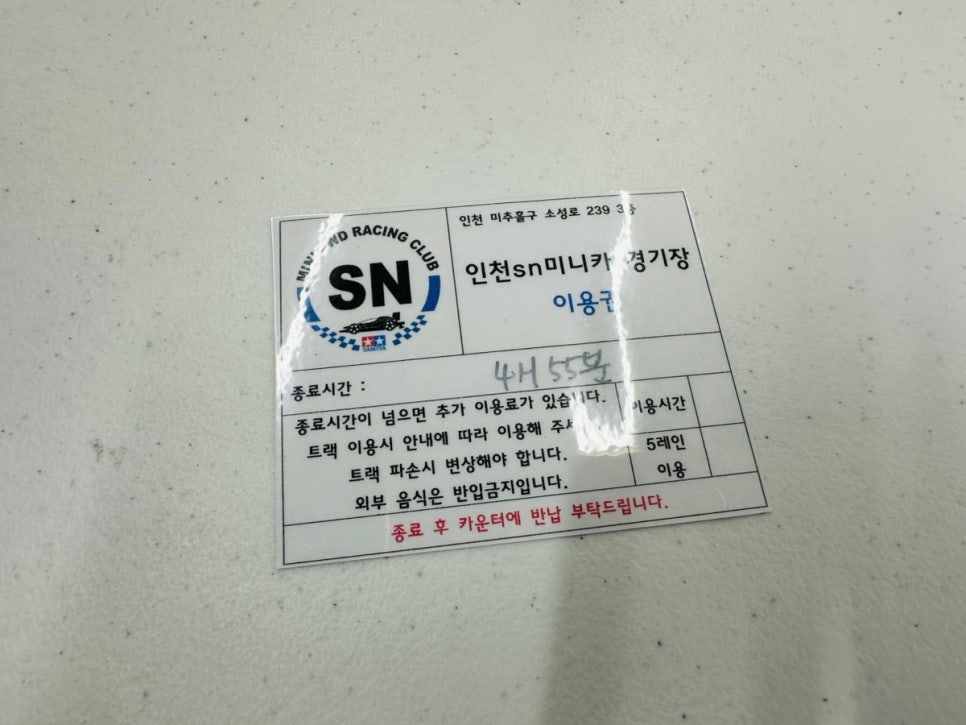 인천 미추홀구 소성로 239 3층
RACING CLUB
SN
TAMIYA
인천sn미니카 경기장
이용권
종료시간 : 4시 55분
종료시간이 넘으면 추가 이용료가 있습니다.
트랙 이용시 안내에 따라 이용해
트랙 파손시 변상해야 합니다.
외부 음식은 반입금지입니다.
이용시간
5레인
이용
종료 후 카운터에 반납 부탁드립니다.